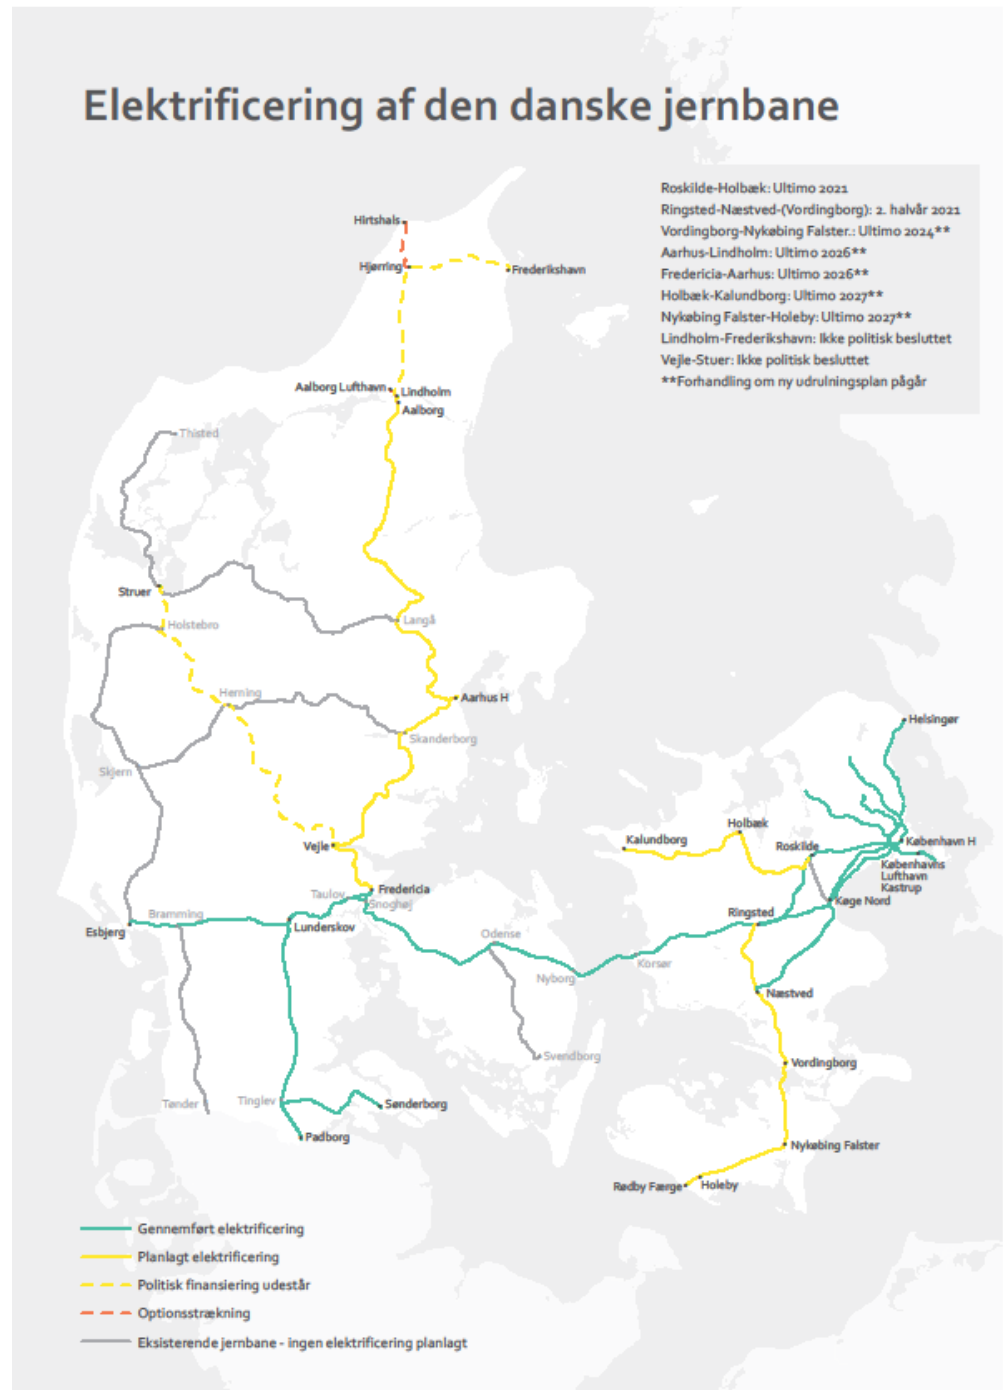 Elektrificering af den danske jernbane
Roskilde-Holbæk: Ultimo 2021
Ringsted-Næstved-(Vordingborg): 2. halvår 2021
Vordingborg-Nykøbing Falster.: Ultimo 2024**
Aarhus-Lindholm: Ultimo 2026**
Fredericia-Aarhus: Ultimo 2026**
Holbæk-Kalundborg: Ultimo 2027**
Nykøbing Falster-Holeby: Ultimo 2027**
Lindholm-Frederikshavn: Ikke politisk besluttet
Vejle-Stuer: Ikke politisk besluttet
**Forhandling om ny udrulningsplan pågår
Hirtshals
Hjørring
Frederikshavn
Aalborg Lufthavn
Lindholm
Aalborg
Thisted
Struer
Holstebro
Langå
Herning
Aarhus H
Skanderborg
Skjern
Helsingør
Vejle
Kalundborg
Holbæk
Roskilde
København H
Københavns
Lufthavn
Kastrup
Fredericia
Taulov
Snoghøj
Køge Nord
Bramming
Esbjerg
Lunderskov
Odense
Ringsted
Nyborg
Korsør
Næstved
Svendborg
Vordingborg
Tønder
Tinglev
Sønderborg
Padborg
Nykøbing Falster
Rødby Færge
Holeby
Gennemført elektrificering
Planlagt elektrificering
Politisk finansiering udestår
Optionsstrækning
Eksisterende jernbane - ingen elektrificering planlagt